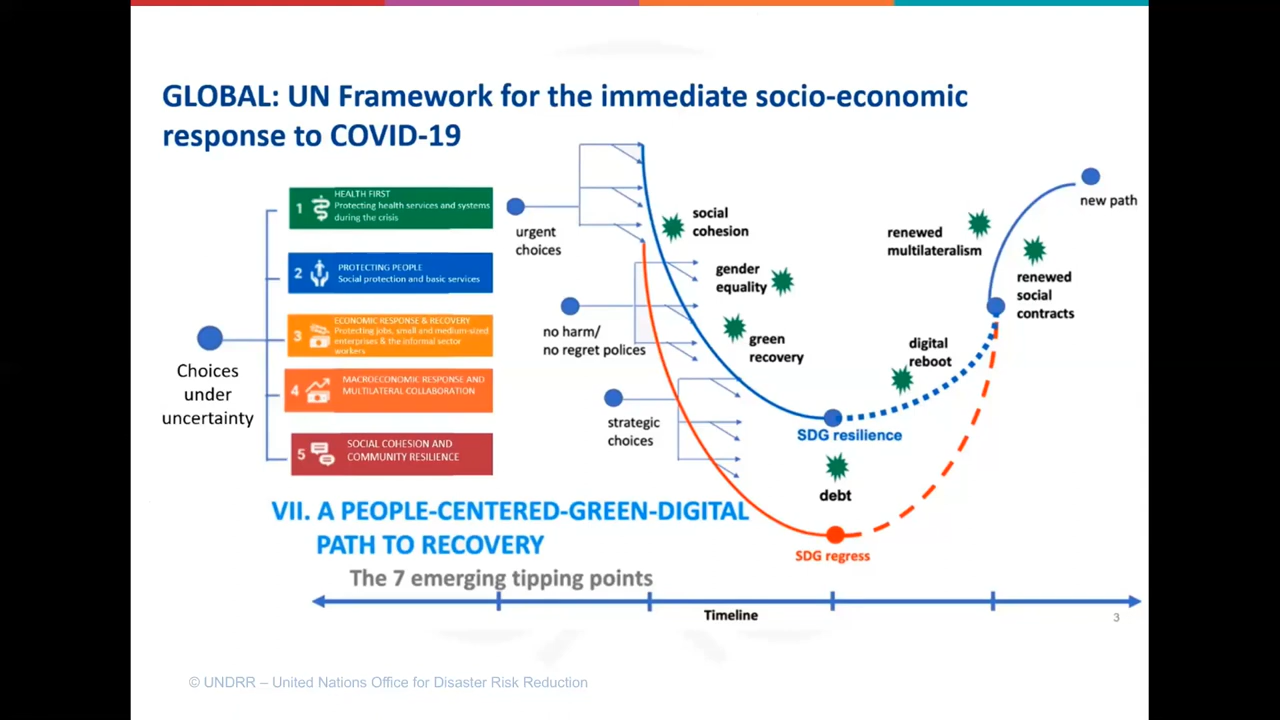 GLOBAL: UN Framework for the immediate socio-economic
response to COVID-19
Choices
under
uncertainty
1
HEALTH FIRST
Protecting health services and systems
during the crisis
2
PROTECTING PEOPLE
Social protection and basic services
3
ECONOMIC RESPONSE & RECOVERY
Protecting jobs, small and medium-sized
enterprises & the informal sector
workers
4
MACROECONOMIC RESPONSE AND
MULTILATERAL COLLABORATION
5
SOCIAL COHESION AND
COMMUNITY RESILIENCE
urgent
choices
no harm/
no regret polices
strategic
choices
social
cohesion
gender
equality
green
recovery
SDG resilience
debt
SDG regress
digital
reboot
renewed
multilateralism
renewed
social
contracts
new path
VII. A PEOPLE-CENTERED-GREEN-DIGITAL
PATH TO RECOVERY
The 7 emerging tipping points
Timeline
3
© UNDRR – United Nations Office for Disaster Risk Reduction